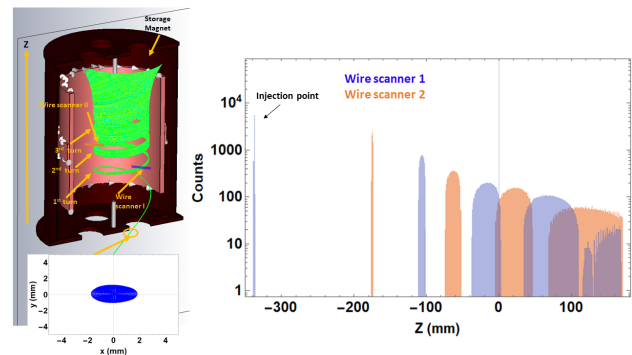 Storage
Magnet
Z
Wire scanner II
3rd turn
2nd turn
1st turn
Wire
scanner I
4
2
0
−2
−4
y (mm)
−4 −2 0 2 4
x (mm)
Wire scanner 1
Wire scanner 2
Injection point
10^4
1000
100
10
1
Counts
−300 −200 −100 0 100
Z (mm)